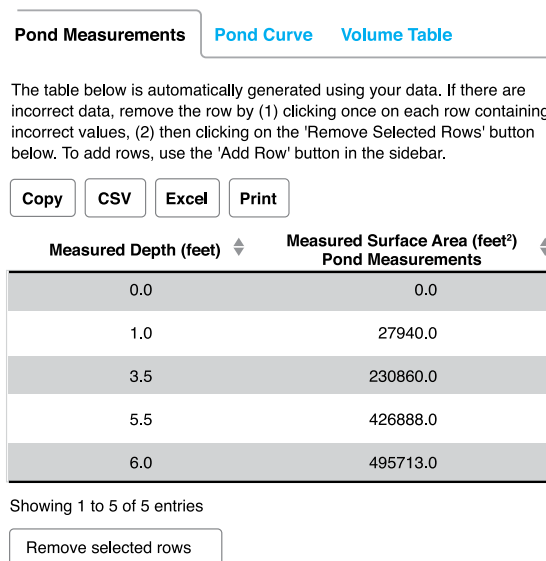 Pond Measurements Pond Curve Volume Table
The table below is automatically generated using your data. If there are
incorrect data, remove the row by (1) clicking once on each row containing
incorrect values, (2) then clicking on the 'Remove Selected Rows' button
below. To add rows, use the 'Add Row' button in the sidebar.
Copy CSV Excel Print
Measured Depth (feet) Measured Surface Area (feet²)
Pond Measurements
0.0 0.0
1.0 27940.0
3.5 230860.0
5.5 426888.0
6.0 495713.0
Showing 1 to 5 of 5 entries
Remove selected rows